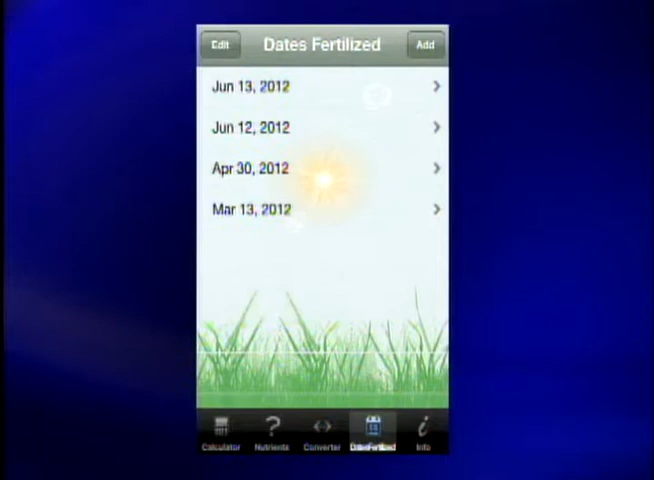 Edit
Dates Fertilized
Add
Jun 13, 2012
Jun 12, 2012
Apr 30, 2012
Mar 13, 2012
Calculator
Nutrients
Converter
DatesFertilized
Info